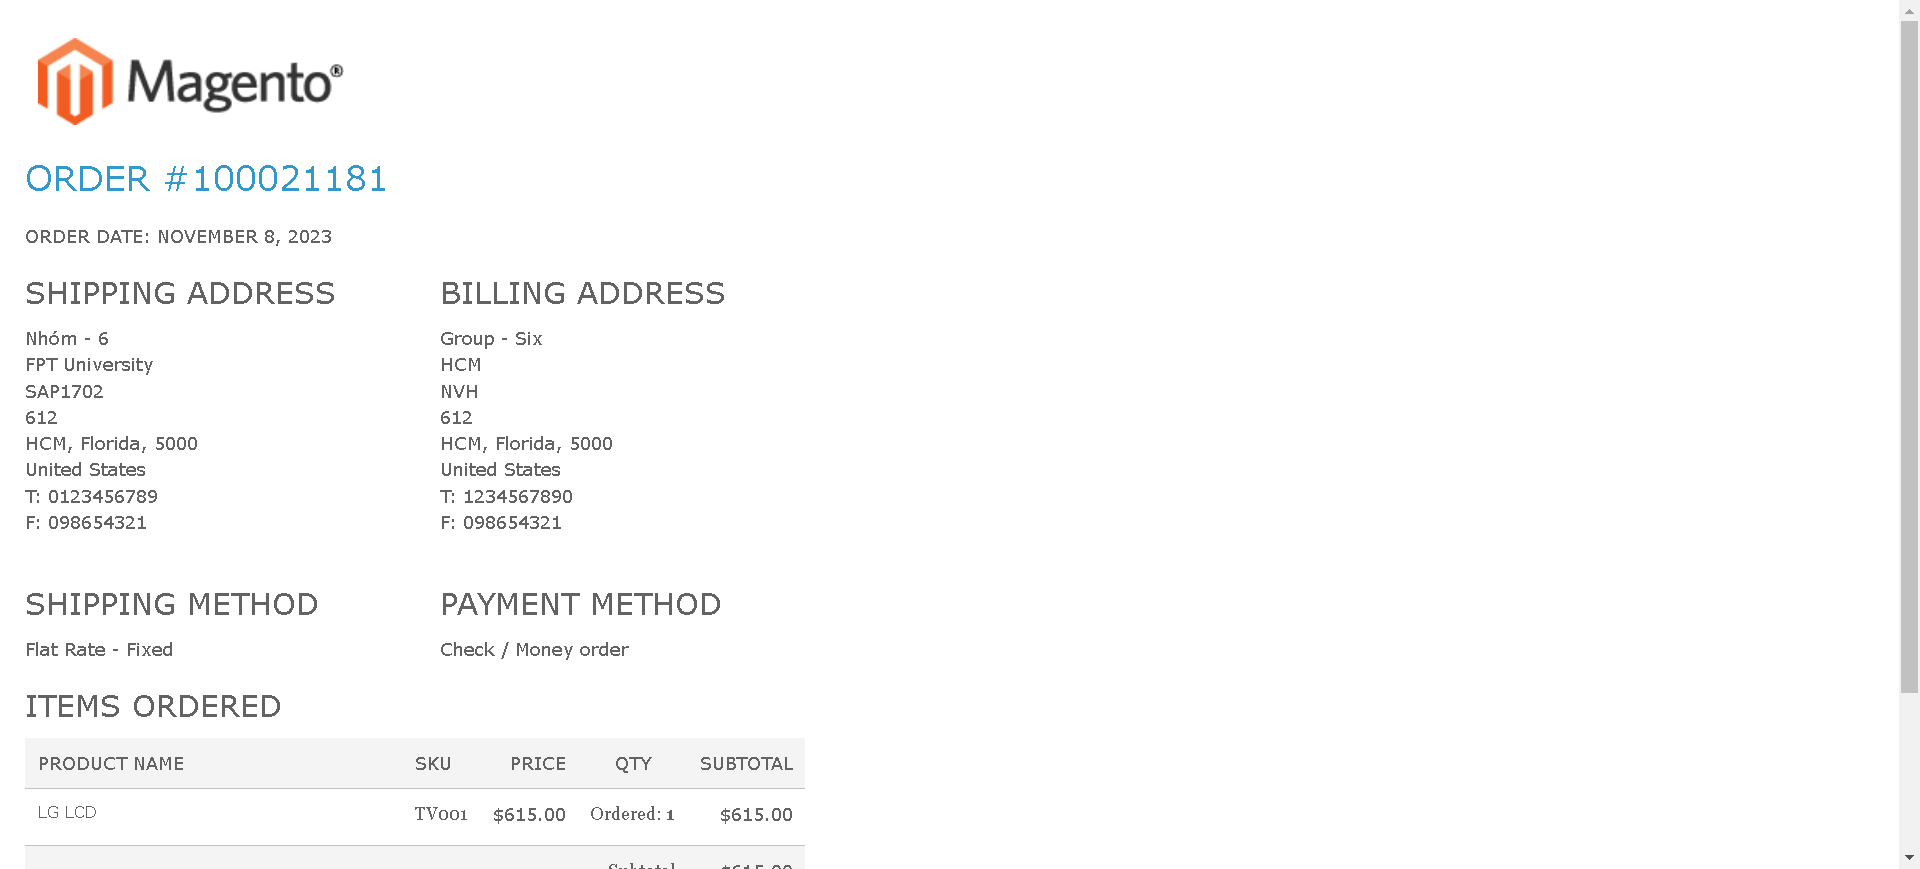 Magento®
ORDER #100021181
ORDER DATE: NOVEMBER 8, 2023
SHIPPING ADDRESS
Nhóm - 6
FPT University
SAP1702
612
HCM, Florida, 5000
United States
T: 0123456789
F: 098654321
BILLING ADDRESS
Group - Six
HCM
NVH
612
HCM, Florida, 5000
United States
T: 1234567890
F: 098654321
SHIPPING METHOD
Flat Rate - Fixed
PAYMENT METHOD
Check / Money order
ITEMS ORDERED
PRODUCT NAME SKU PRICE QTY SUBTOTAL
LG LCD TV001 $615.00 Ordered: 1 $615.00
Subtotal $615.00